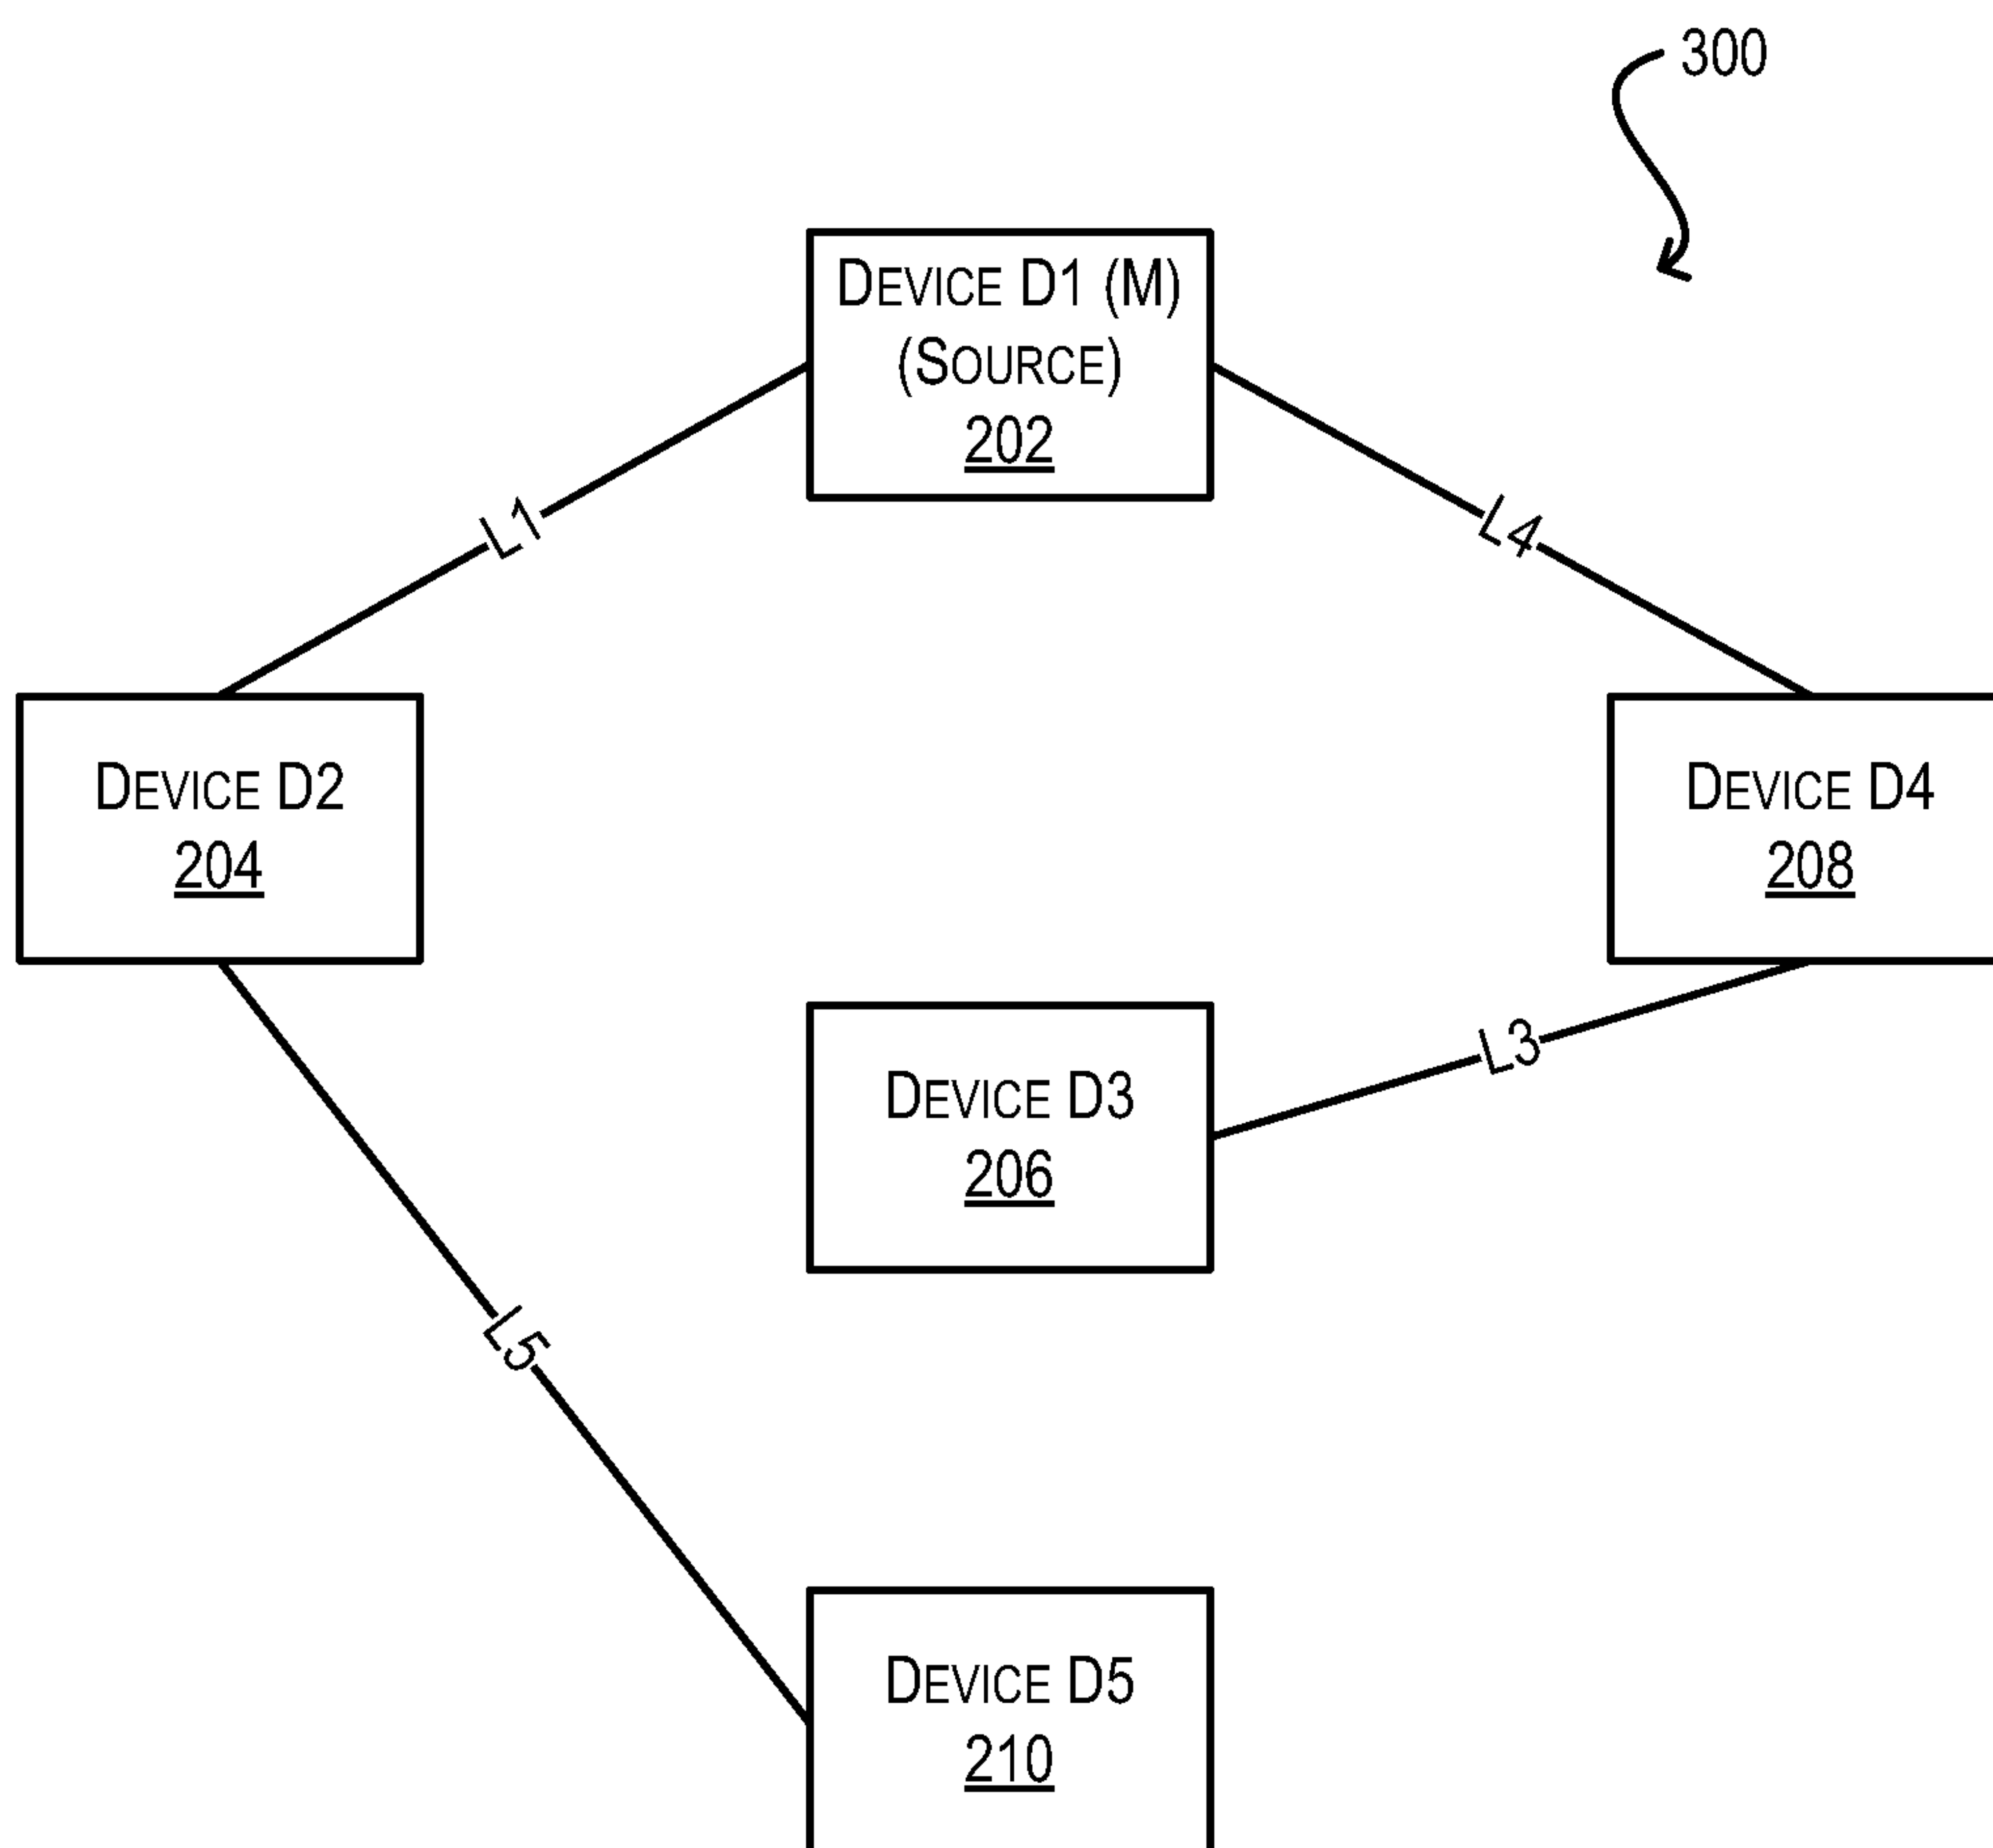 300
Device D1 (M)
(Source)
202
L1
L4
Device D2
204
Device D4
208
Device D3
206
L3
L5
Device D5
210